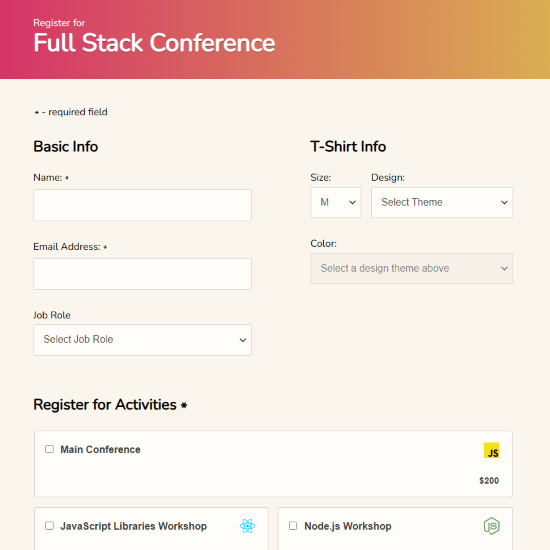 Register for
Full Stack Conference
* - required field
Basic Info
Name: *
Email Address: *
Job Role
Select Job Role
T-Shirt Info
Size:
Design:
M
Select Theme
Color:
Select a design theme above
Register for Activities *
Main Conference
JS
$200
JavaScript Libraries Workshop
Node.js Workshop
JS